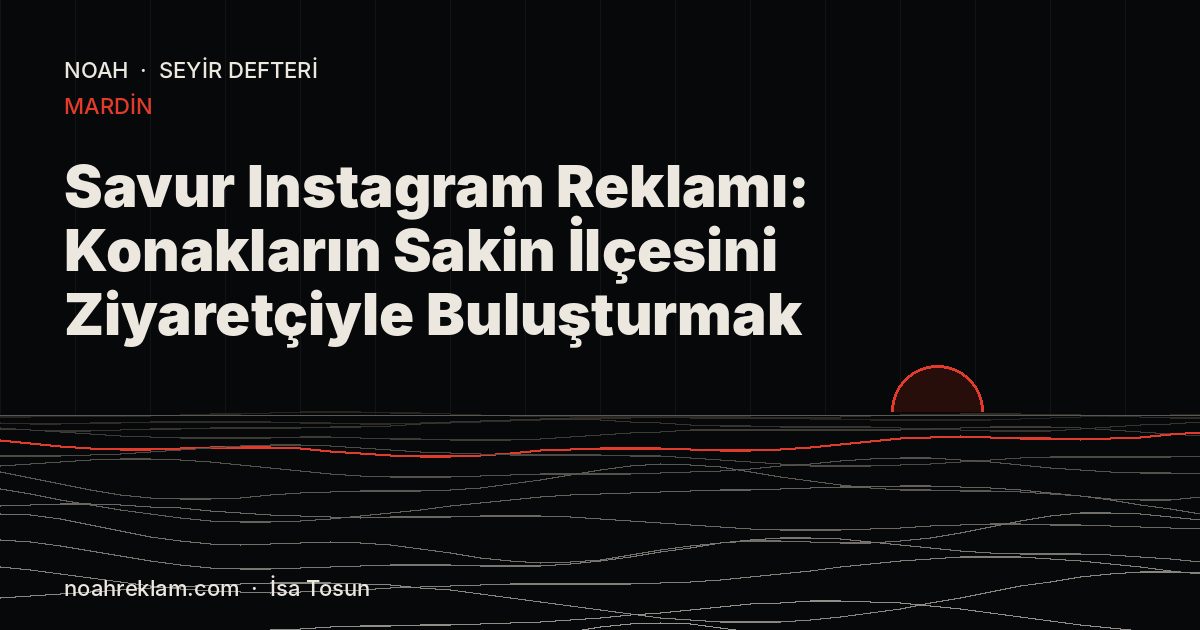 NOAH · SEYİR DEFTERİ
MARDİN
Savur Instagram Reklamı:
Konakların Sakin İlçesini
Ziyaretçiyle Buluşturmak
noahreklam.com · İsa Tosun